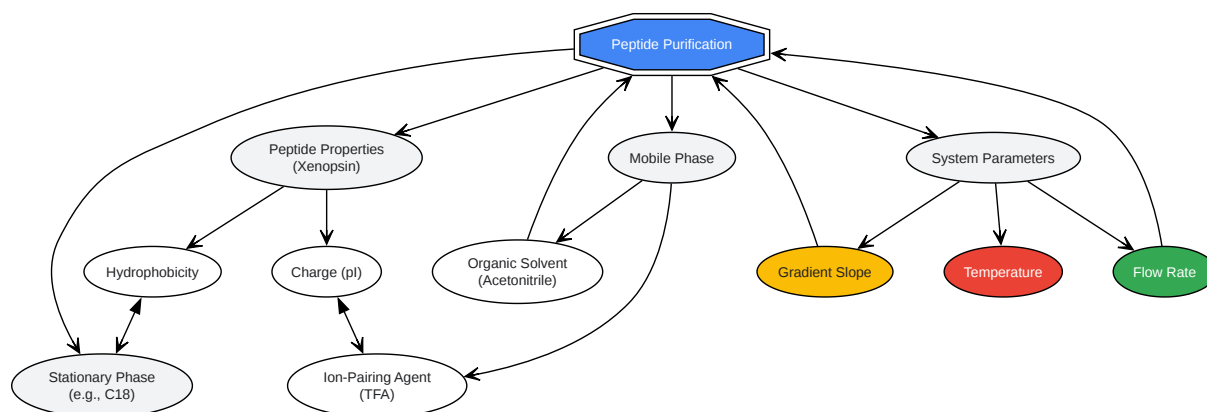 Peptide Purification
Peptide Properties
(Xenopsin)
Mobile Phase
System Parameters
Hydrophobicity
Charge (pI)
Organic Solvent
(Acetonitrile)
Gradient Slope
Temperature
Flow Rate
Stationary Phase
(e.g., C18)
Ion-Pairing Agent
(TFA)